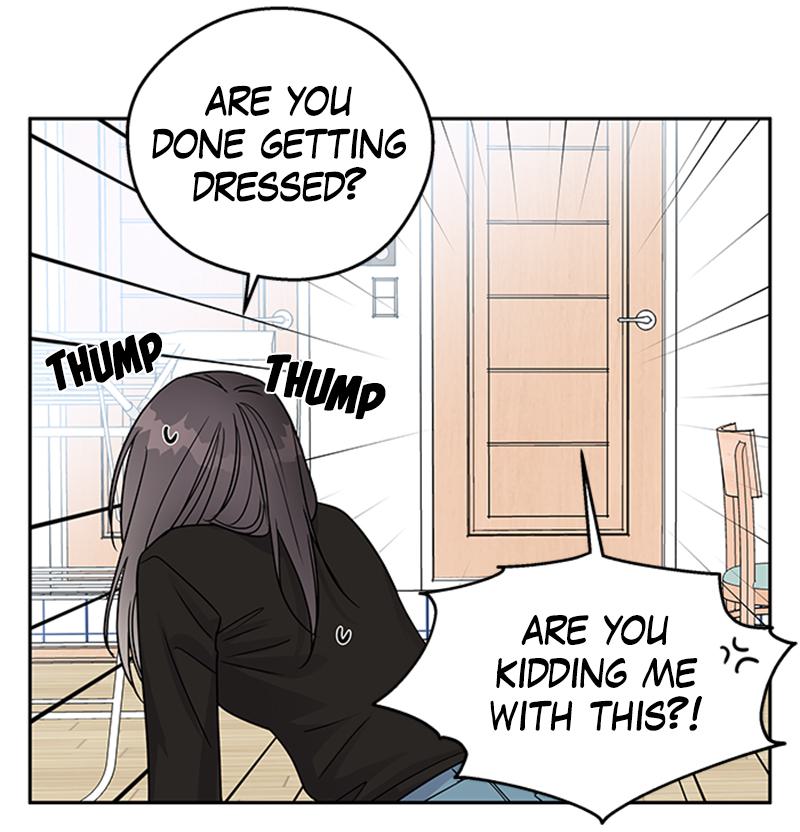 ARE YOU
DONE GETTING
DRESSED?
THUMP
THUMP
ARE YOU
KIDDING ME
WITH THIS?!